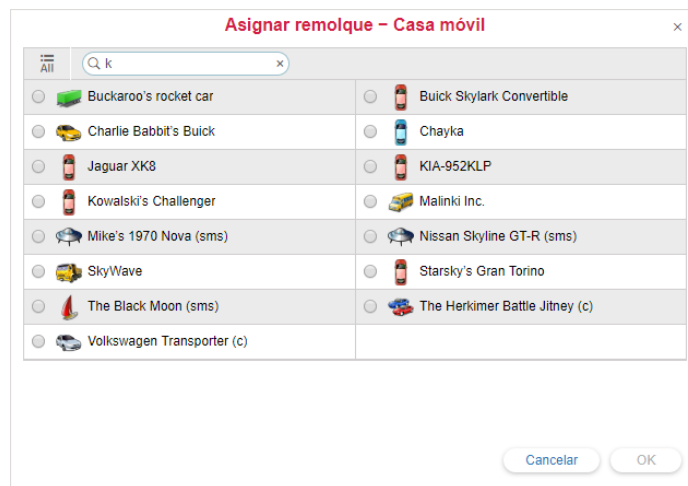 Asignar remolque – Casa móvil
×
All
k
×
Buckaroo's rocket car
Buick Skylark Convertible
Charlie Babbit's Buick
Chayka
Jaguar XK8
KIA-952KLP
Kowalski's Challenger
Malinki Inc.
Mike's 1970 Nova (sms)
Nissan Skyline GT-R (sms)
SkyWave
Starsky's Gran Torino
The Black Moon (sms)
The Herkimer Battle Jitney (c)
Volkswagen Transporter (c)
Cancelar
OK